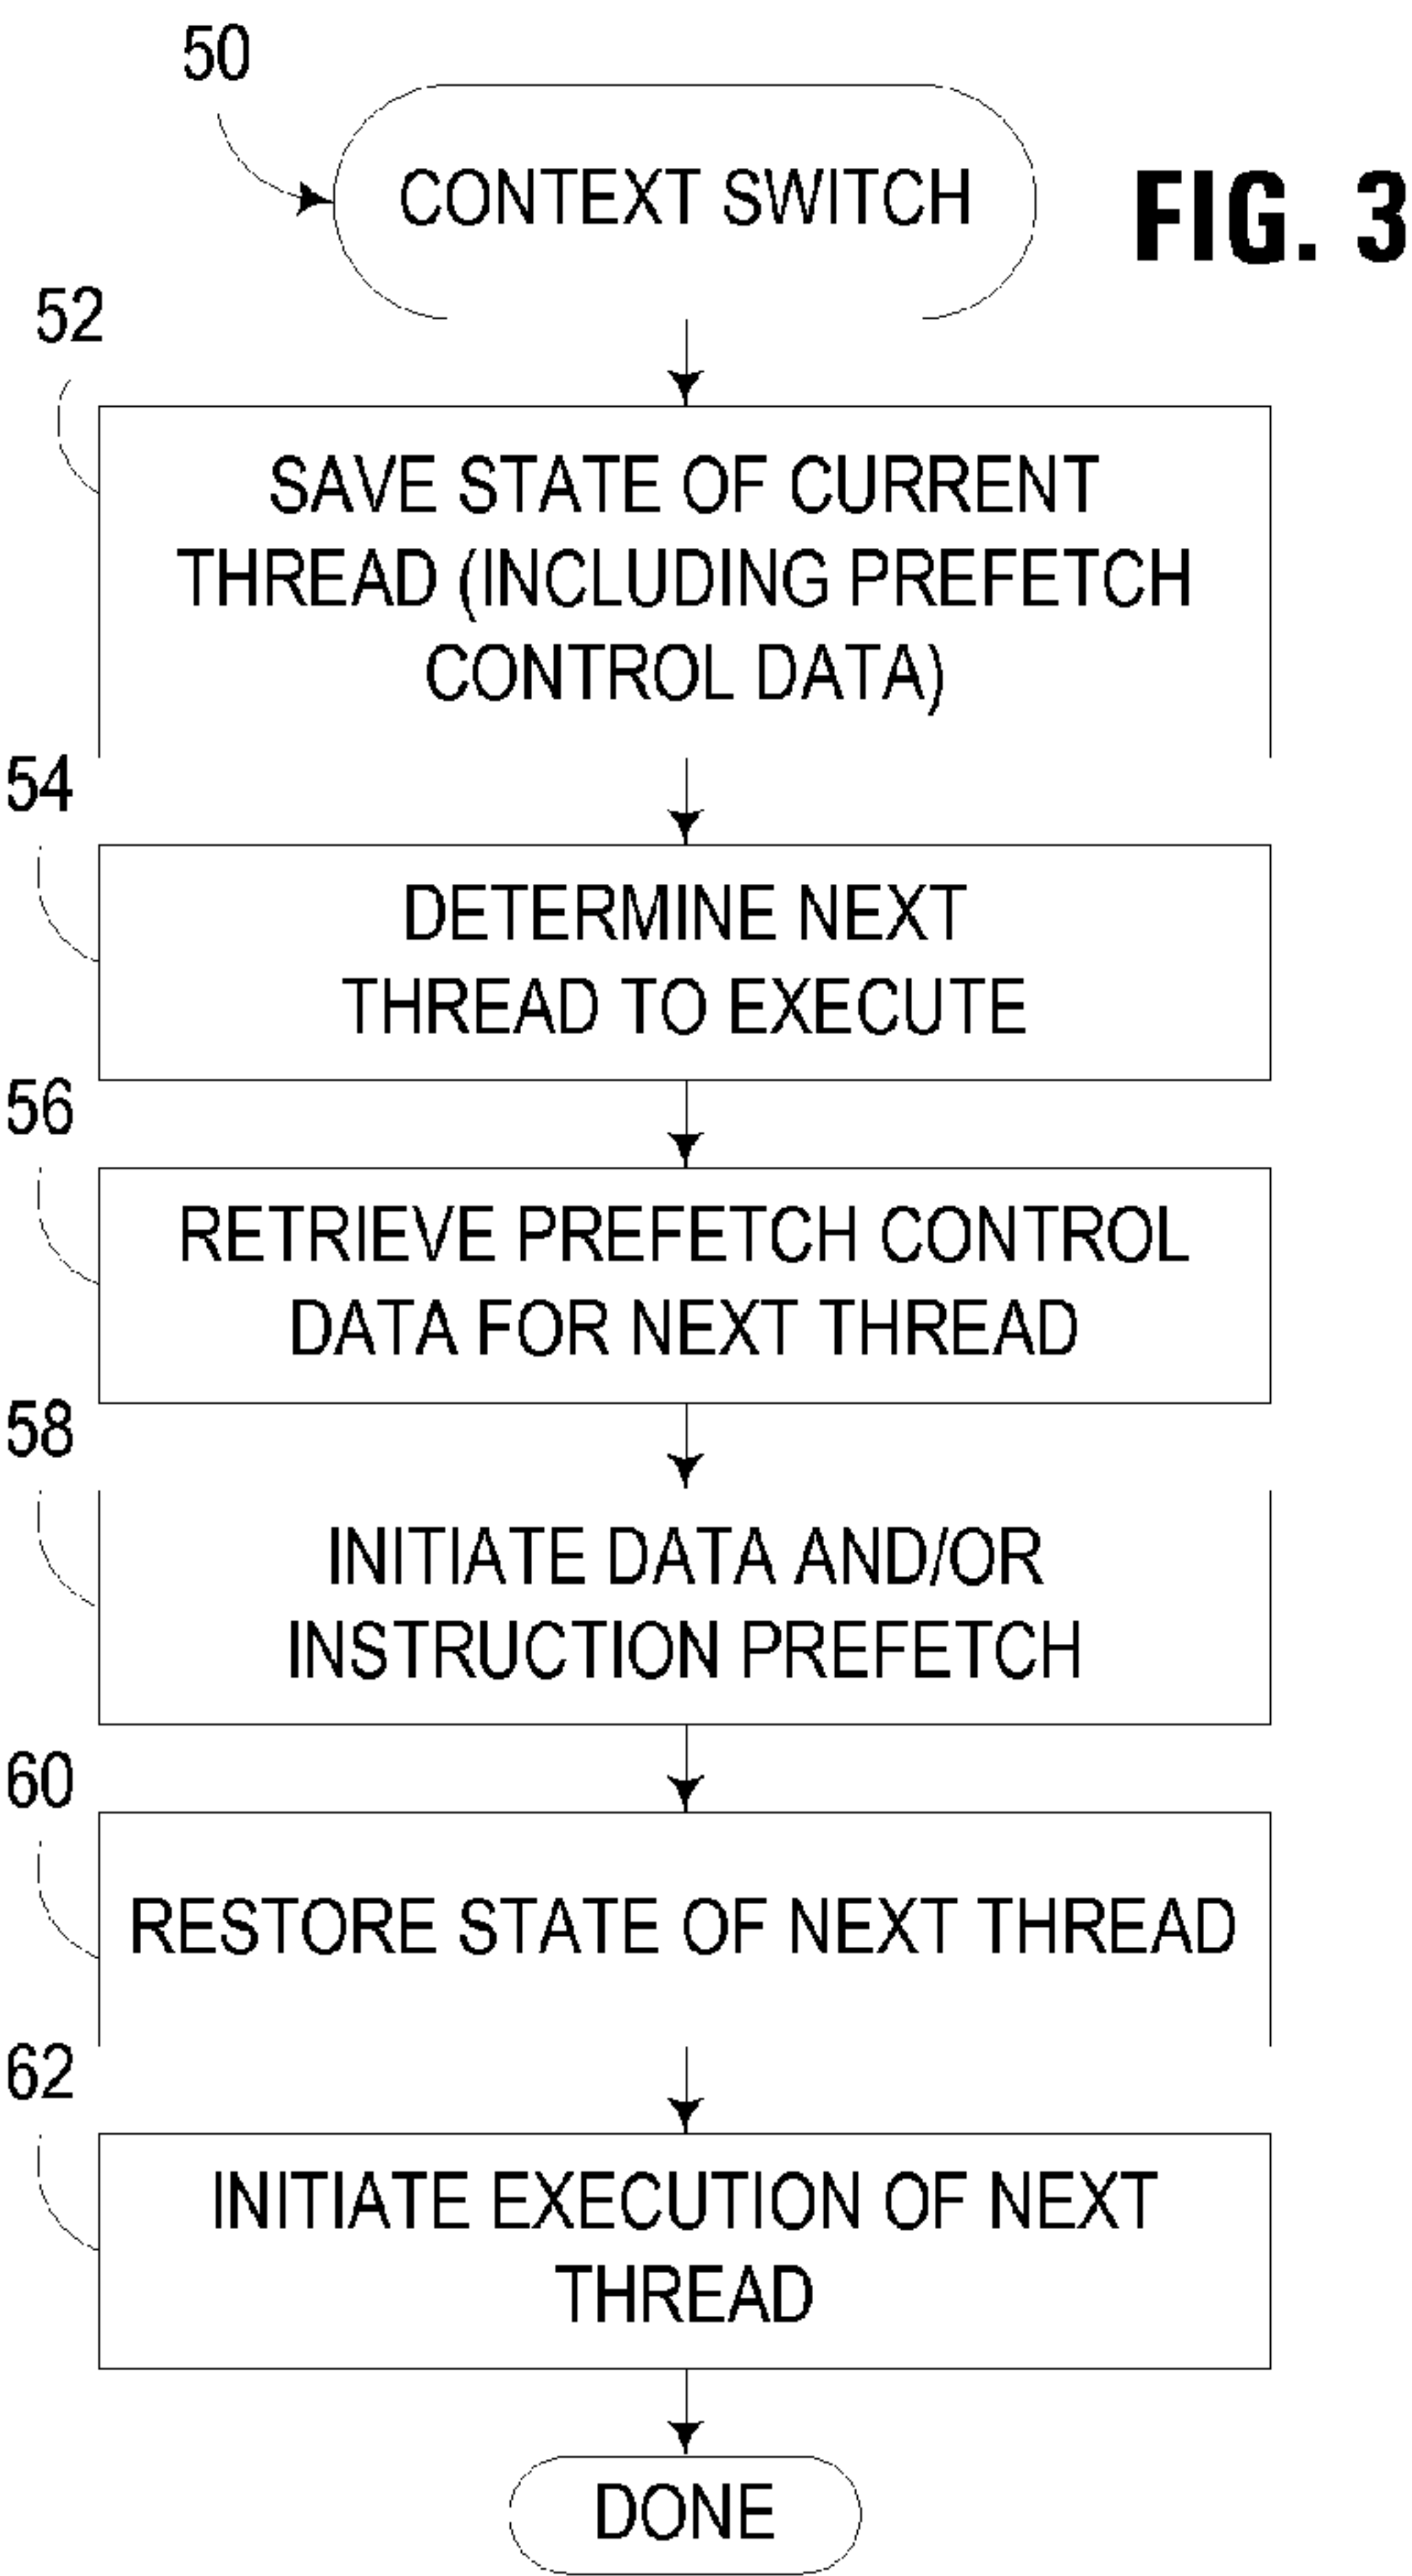 50
CONTEXT SWITCH
FIG. 3
52
SAVE STATE OF CURRENT
THREAD (INCLUDING PREFETCH
CONTROL DATA)
54
DETERMINE NEXT
THREAD TO EXECUTE
56
RETRIEVE PREFETCH CONTROL
DATA FOR NEXT THREAD
58
INITIATE DATA AND/OR
INSTRUCTION PREFETCH
60
RESTORE STATE OF NEXT THREAD
62
INITIATE EXECUTION OF NEXT
THREAD
DONE